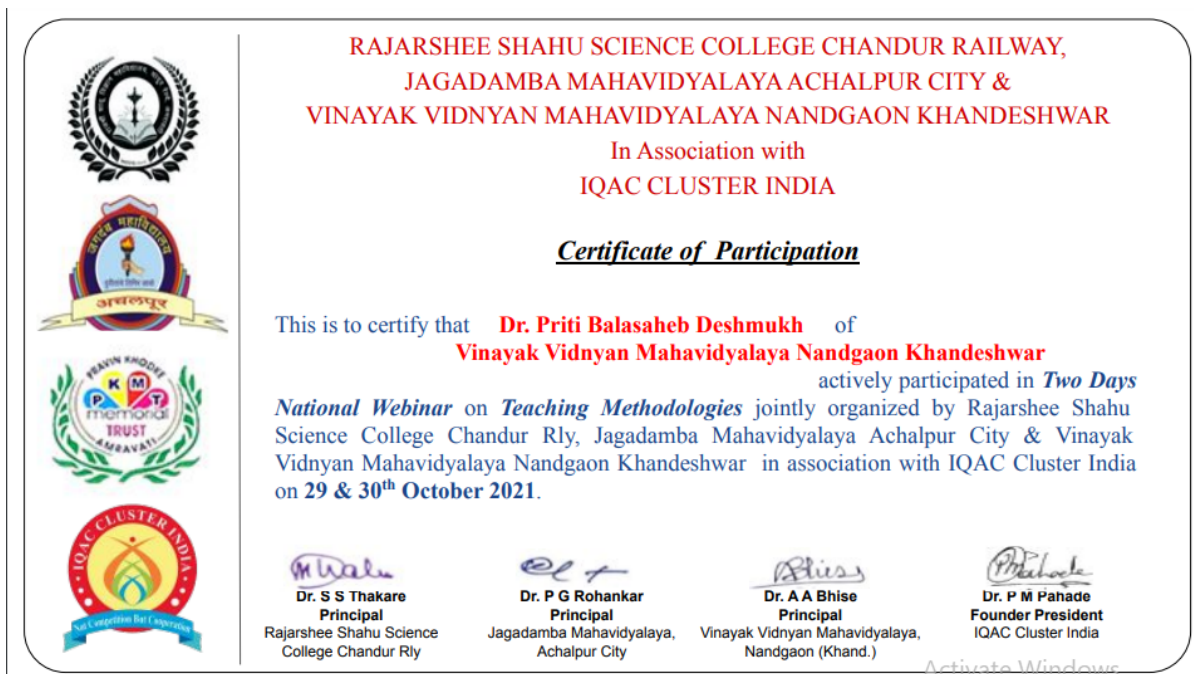 RAJARSHEE SHAHU SCIENCE COLLEGE CHANDUR RAILWAY,
JAGADAMBA MAHAVIDYALAYA ACHALPUR CITY &
VINAYAK VIDNYAN MAHAVIDYALAYA NANDGAON KHANDESHWAR
In Association with
IQAC CLUSTER INDIA
Certificate of Participation
This is to certify that Dr. Priti Balasaheb Deshmukh of
Vinayak Vidnyan Mahavidyalaya Nandgaon Khandeshwar
actively participated in Two Days
National Webinar on Teaching Methodologies jointly organized by Rajarshee Shahu
Science College Chandur Rly, Jagadamba Mahavidyalaya Achalpur City & Vinayak
Vidnyan Mahavidyalaya Nandgaon Khandeshwar in association with IQAC Cluster India
on 29 & 30th October 2021.
Dr. S S Thakare
Principal
Rajarshee Shahu Science
College Chandur Rly
Dr. P G Rohankar
Principal
Jagadamba Mahavidyalaya,
Achalpur City
Dr. A A Bhise
Principal
Vinayak Vidnyan Mahavidyalaya,
Nandgaon (Khand.)
Dr. P M Pahade
Founder President
IQAC Cluster India
अचलपूर
PRAVIN KHODKE
P K M T
memorial
TRUST
AMRAVATI
IQAC CLUSTER INDIA
Not Competition But Cooperation
Activate Windows